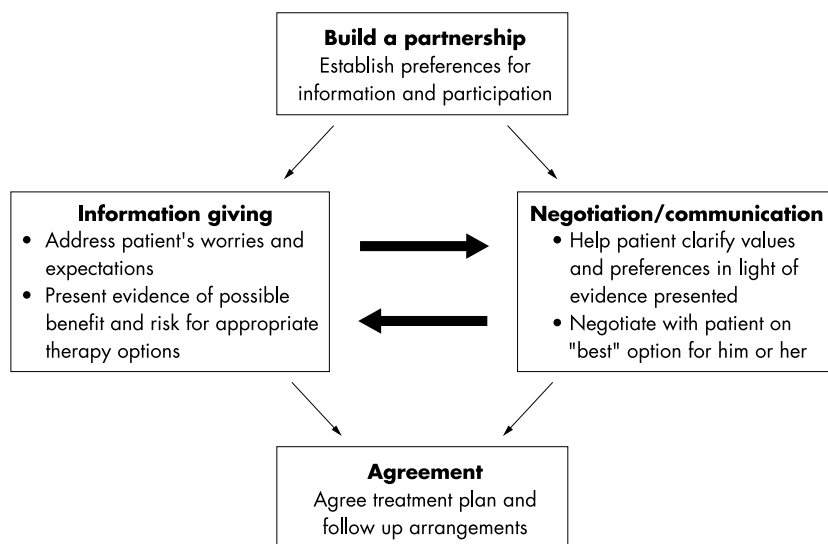 Build a partnership
Establish preferences for
information and participation
Information giving
• Address patient's worries and
expectations
• Present evidence of possible
benefit and risk for appropriate
therapy options
Negotiation/communication
• Help patient clarify values
and preferences in light of
evidence presented
• Negotiate with patient on
"best" option for him or her
Agreement
Agree treatment plan and
follow up arrangements